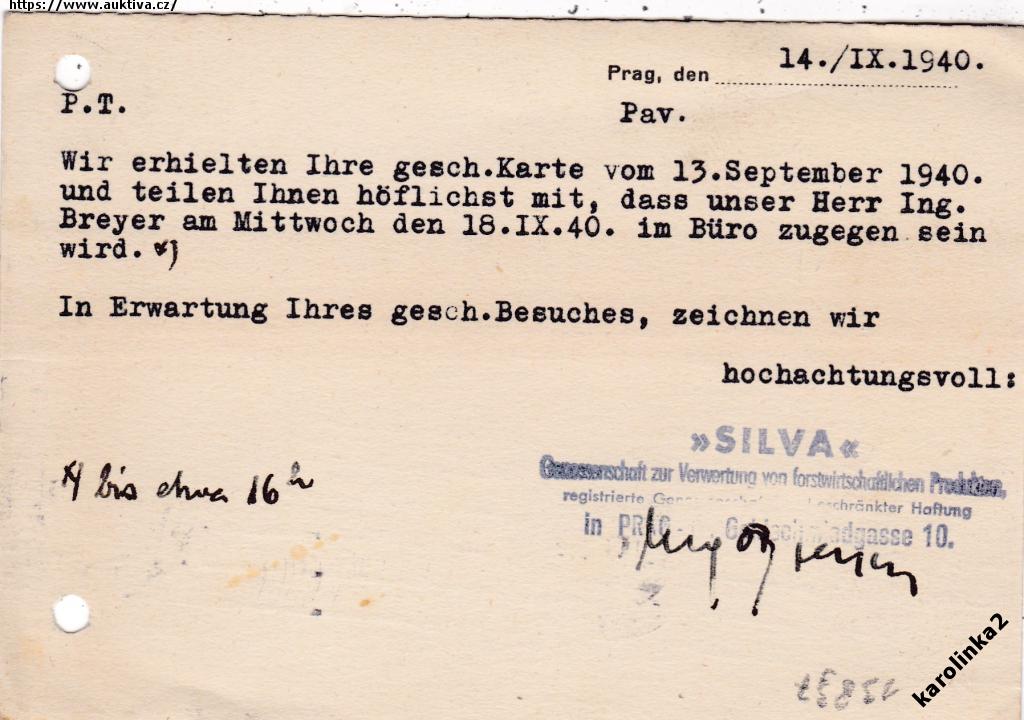 https://www.auktiva.cz/
Prag, den 14./IX.1940.
P.T.
Pav.
Wir erhielten Ihre gesch.Karte vom 13.September 1940.
und teilen Ihnen höflichst mit, dass unser Herr Ing.
Breyer am Mittwoch den 18.IX.40. im Büro zugegen sein
wird. *)
In Erwartung Ihres gesch.Besuches, zeichnen wir
hochachtungsvoll:
»SILVA«
Genossenschaft zur Verwertung von forstwirtschaftlichen Produkten,
registrierte Haftung
in PRAG 10.
*) bis etwa 16 h
karolinka2